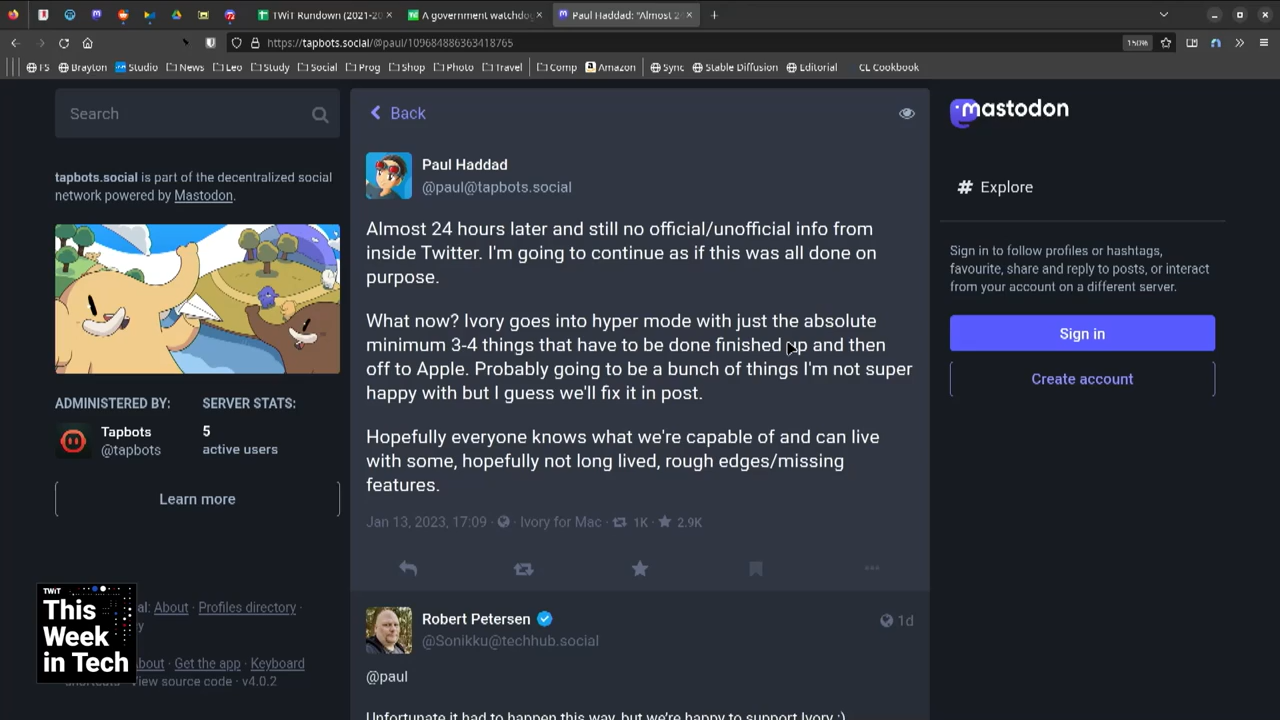 TWiT Rundown (2021-20
A government watchdog
Paul Haddad: "Almost 24
https://tapbots.social/@paul/109684886363418765
150%
FS
Brayton
Studio
News
Leo
Study
Social
Prog
Shop
Photo
Travel
Comp
Amazon
Sync
Stable Diffusion
Editorial
CL Cookbook
Search
tapbots.social is part of the decentralized social
network powered by Mastodon.
ADMINISTERED BY:
SERVER STATS:
Tapbots
@tapbots
5
active users
Learn more
al: About · Profiles directory ·
About · Get the app · Keyboard
View source code · v4.0.2
TWiT
This
Week
in Tech
Back
Paul Haddad
@paul@tapbots.social
Almost 24 hours later and still no official/unofficial info from
inside Twitter. I'm going to continue as if this was all done on
purpose.
What now? Ivory goes into hyper mode with just the absolute
minimum 3-4 things that have to be done finished up and then
off to Apple. Probably going to be a bunch of things I'm not super
happy with but I guess we'll fix it in post.
Hopefully everyone knows what we're capable of and can live
with some, hopefully not long lived, rough edges/missing
features.
Jan 13, 2023, 17:09 · Ivory for Mac · 1K · 2.9K
Robert Petersen
@Sonikku@techhub.social
1d
@paul
Unfortunate it had to happen this way, but we're happy to support Ivory :)
mastodon
# Explore
Sign in to follow profiles or hashtags,
favourite, share and reply to posts, or interact
from your account on a different server.
Sign in
Create account